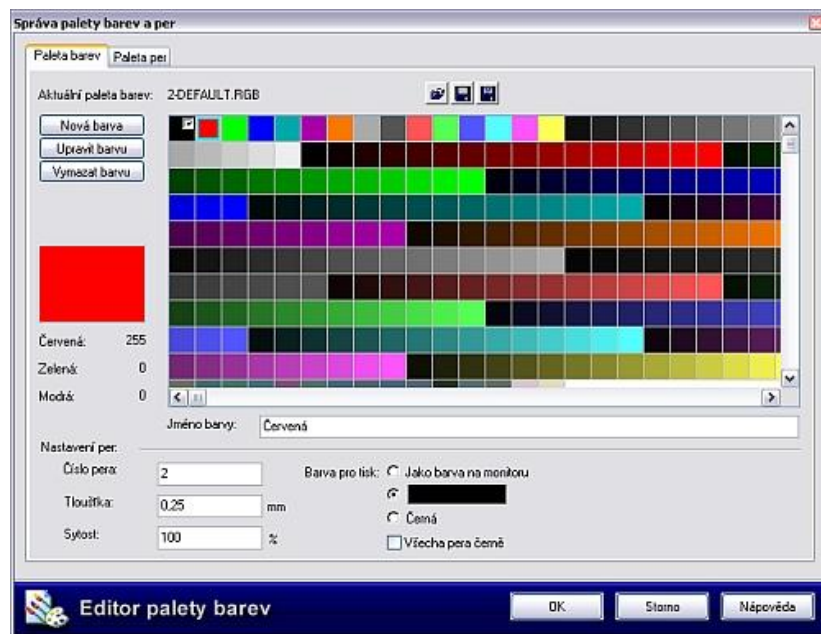 Správa palety barev a per
Paleta barev Paleta per
Aktuální paleta barev: 2-DEFAULT.RGB
Nová barva
Upravit barvu
Vymazat barvu
Červená: 255
Zelená: 0
Modrá: 0
Jméno barvy: Červená
Nastavení per:
Číslo pera: 2
Barva pro tisk: Jako barva na monitoru
Tloušťka: 0,25 mm
Černá
Sytost: 100 %
Všecha pera černě
Editor palety barev
OK Storno Nápověda